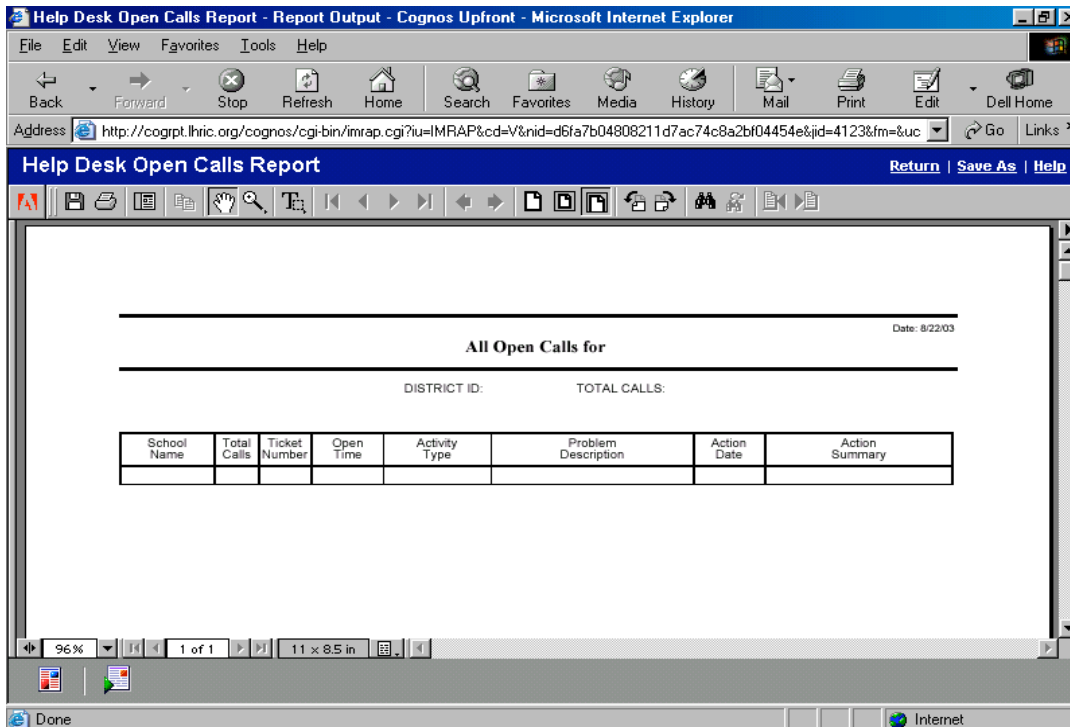 Help Desk Open Calls Report - Report Output - Cognos Upfront - Microsoft Internet Explorer
File Edit View Favorites Tools Help
Back Forward Stop Refresh Home Search Favorites Media History Mail Print Edit Dell Home
Address http://cogrpt.lhric.org/cognos/cgi-bin/imrap.cgi?iu=IMRAP&cd=V&nid=d6fa7b04808211d7ac74c8a2bf04454e&jid=4123&fm=&uc Go Links
Help Desk Open Calls Report Return | Save As | Help
Date: 8/22/03
All Open Calls for
DISTRICT ID: TOTAL CALLS:
School Name Total Calls Ticket Number Open Time Activity Type Problem Description Action Date Action Summary
96% 1 of 1 11 x 8.5 in
Done Internet